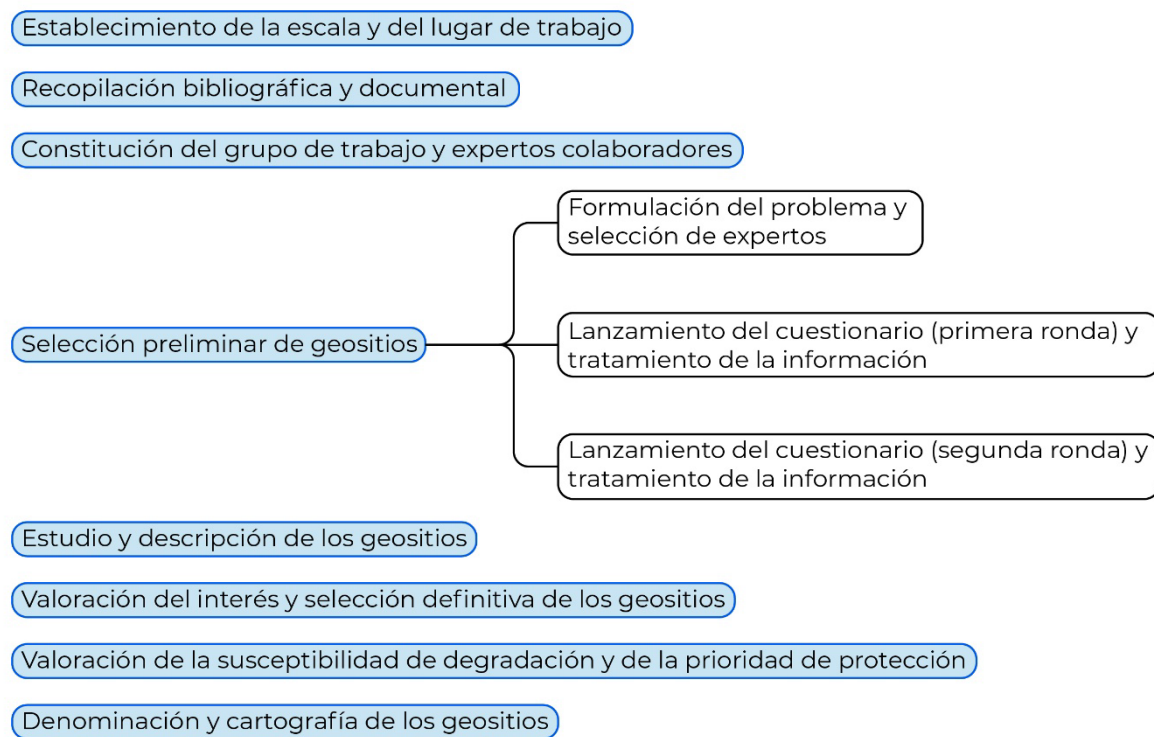 Establecimiento de la escala y del lugar de trabajo
Recopilación bibliográfica y documental
Constitución del grupo de trabajo y expertos colaboradores
Formulación del problema y
selección de expertos
Selección preliminar de geositios
Lanzamiento del cuestionario (primera ronda) y
tratamiento de la información
Lanzamiento del cuestionario (segunda ronda) y
tratamiento de la información
Estudio y descripción de los geositios
Valoración del interés y selección definitiva de los geositios
Valoración de la susceptibilidad de degradación y de la prioridad de protección
Denominación y cartografía de los geositios